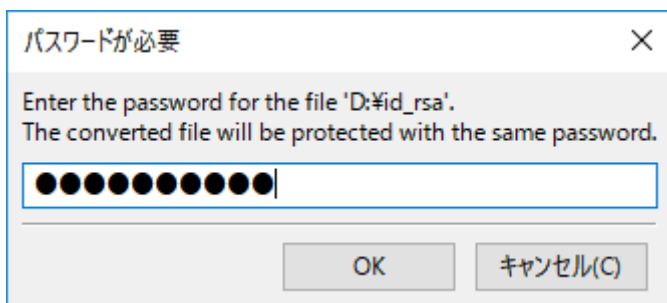 パスワードが必要
Enter the password for the file 'D:¥id_rsa'.
The converted file will be protected with the same password.
●●●●●●●●●●
OK
キャンセル(C)